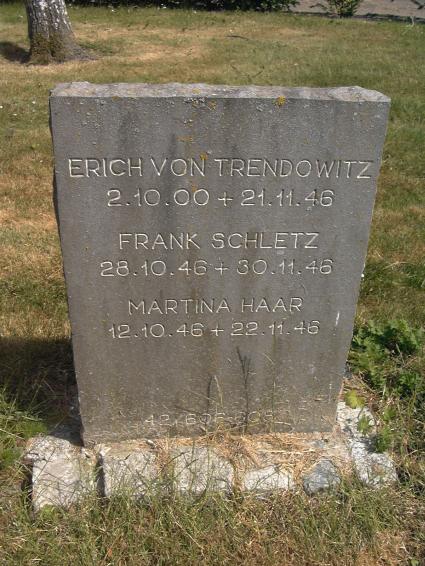 ERICH VON TRENDOWITZ
2.10.00 + 21.11.46
FRANK SCHLETZ
28.10.46 + 30.11.46
MARTINA HAAR
12.10.46 + 22.11.46